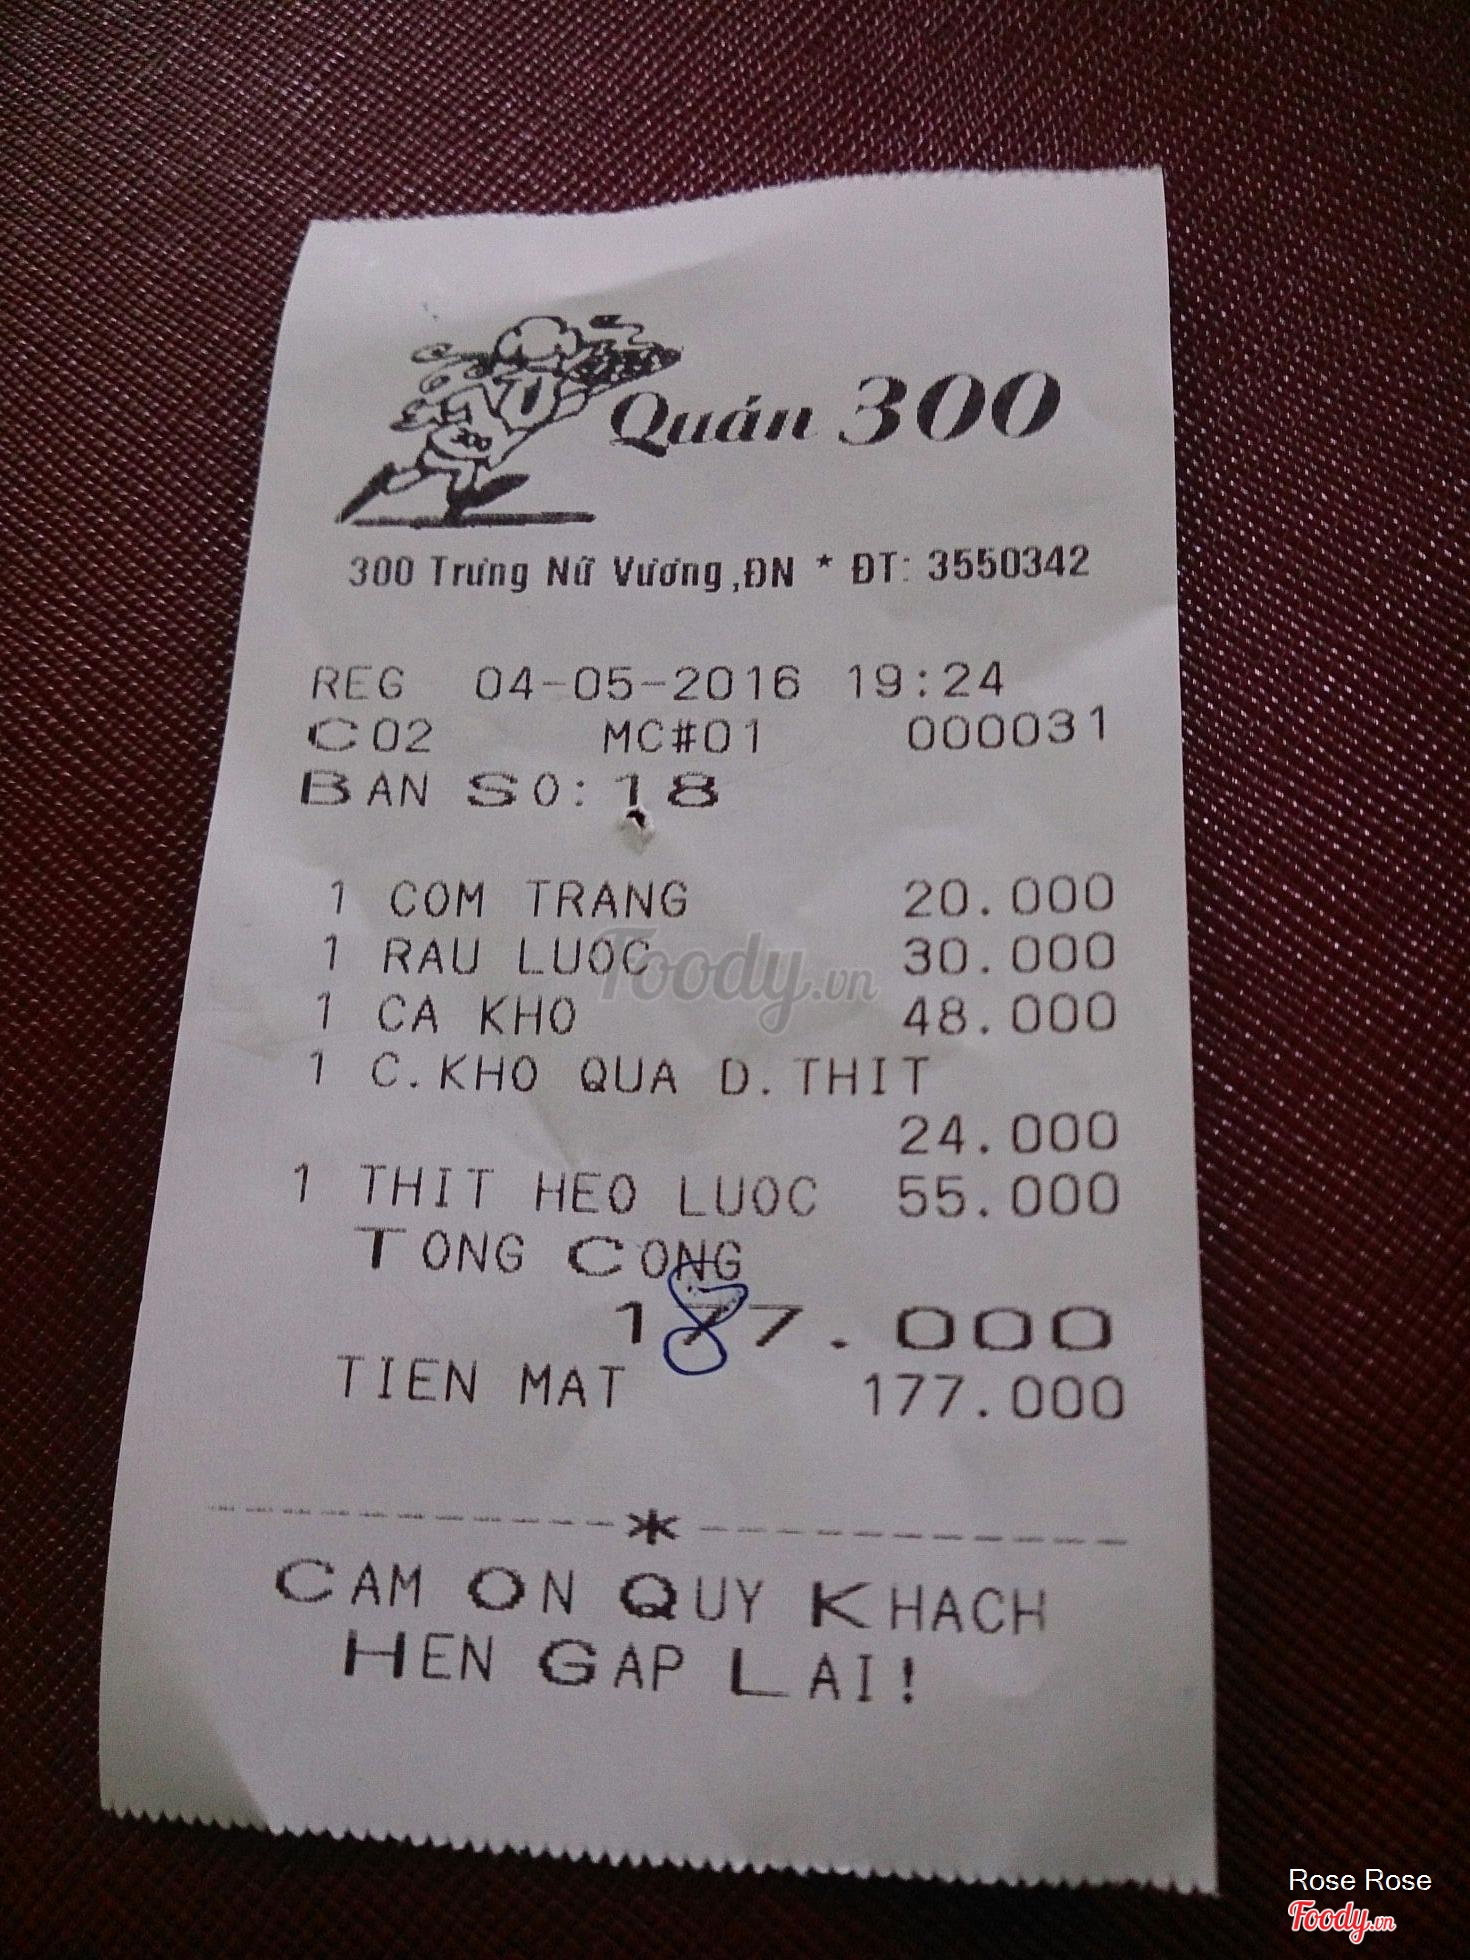 Quán 300
300 Trưng Nữ Vương,ĐN * ĐT: 3550342
REG 04-05-2016 19:24
C02 MC#01 000031
BAN SO: 18
1 COM TRANG 20.000
1 RAU LUOC 30.000
1 CA KHO 48.000
1 C.KHO QUA D.THIT
24.000
1 THIT HEO LUOC 55.000
TONG CONG
177.000
8
TIEN MAT 177.000
*
CAM ON QUY KHACH
HEN GAP LAI!
Foody.vn
Rose Rose
Foody.vn